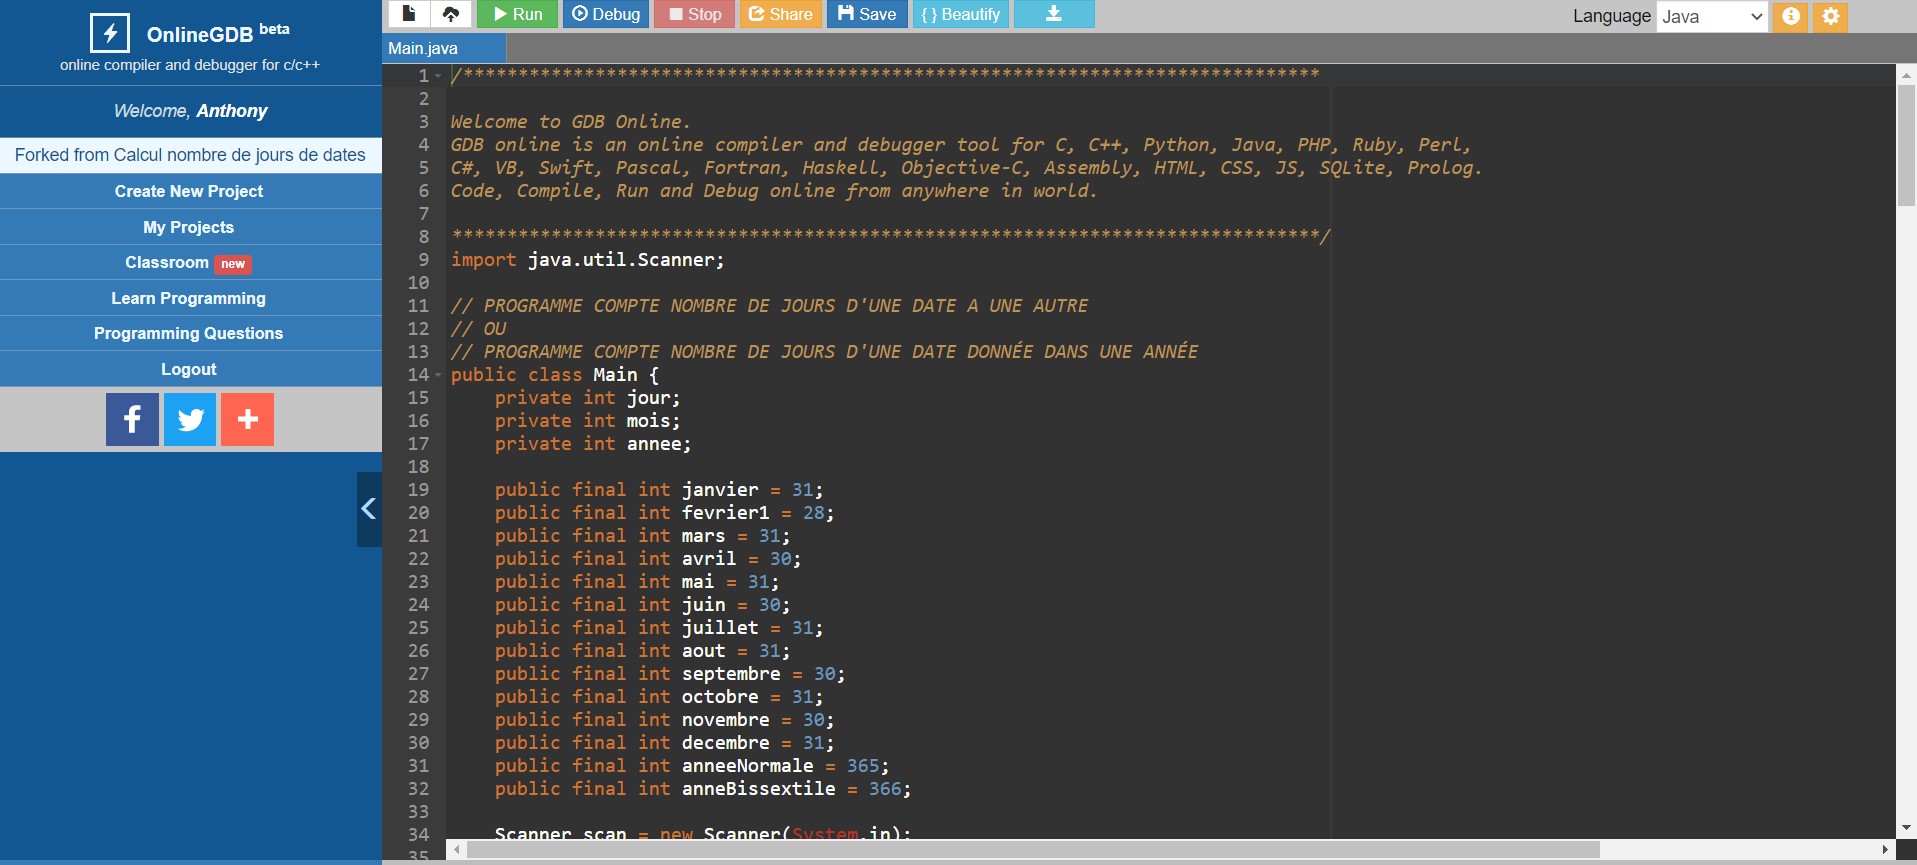 OnlineGDB beta
online compiler and debugger for c/c++
Welcome, Anthony
Forked from Calcul nombre de jours de dates
Create New Project
My Projects
Classroom new
Learn Programming
Programming Questions
Logout
Run Debug Stop Share Save { } Beautify
Language Java
Main.java
1 /******************************************************************************
2
3 Welcome to GDB Online.
4 GDB online is an online compiler and debugger tool for C, C++, Python, Java, PHP, Ruby, Perl,
5 C#, VB, Swift, Pascal, Fortran, Haskell, Objective-C, Assembly, HTML, CSS, JS, SQLite, Prolog.
6 Code, Compile, Run and Debug online from anywhere in world.
7
8 *******************************************************************************/
9 import java.util.Scanner;
10
11 // PROGRAMME COMPTE NOMBRE DE JOURS D'UNE DATE A UNE AUTRE
12 // OU
13 // PROGRAMME COMPTE NOMBRE DE JOURS D'UNE DATE DONNÉE DANS UNE ANNÉE
14 public class Main {
15 private int jour;
16 private int mois;
17 private int annee;
18
19 public final int janvier = 31;
20 public final int fevrier1 = 28;
21 public final int mars = 31;
22 public final int avril = 30;
23 public final int mai = 31;
24 public final int juin = 30;
25 public final int juillet = 31;
26 public final int aout = 31;
27 public final int septembre = 30;
28 public final int octobre = 31;
29 public final int novembre = 30;
30 public final int decembre = 31;
31 public final int anneeNormale = 365;
32 public final int anneBissextile = 366;
33
34 Scanner scan = new Scanner(System.in);
35